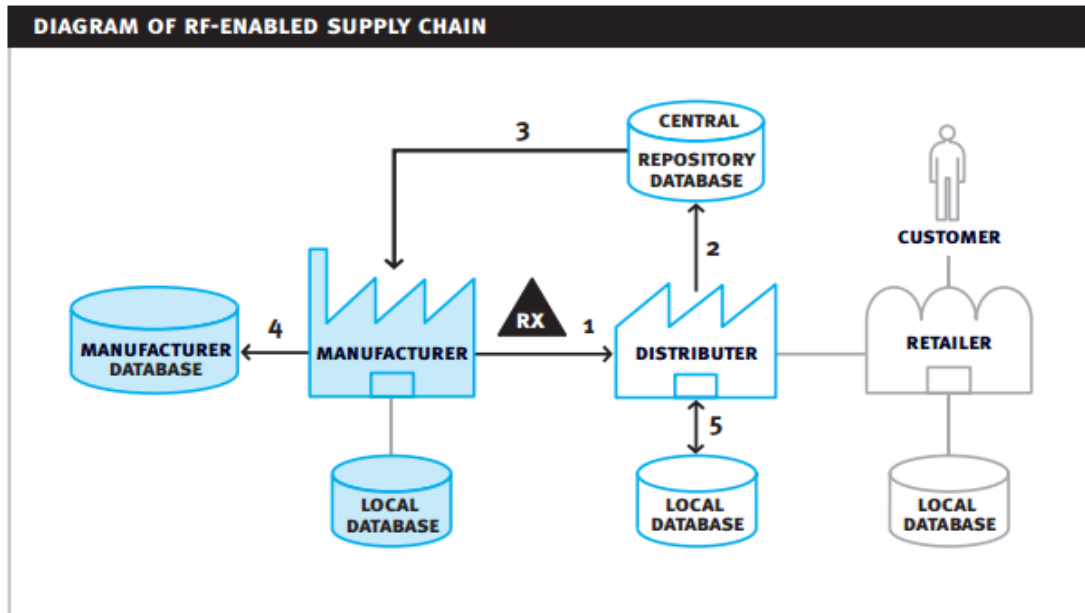 DIAGRAM OF RF-ENABLED SUPPLY CHAIN
3
CENTRAL
REPOSITORY
DATABASE
CUSTOMER
2
MANUFACTURER
DATABASE
4
MANUFACTURER
RX
1
DISTRIBUTER
RETAILER
5
LOCAL
DATABASE
LOCAL
DATABASE
LOCAL
DATABASE